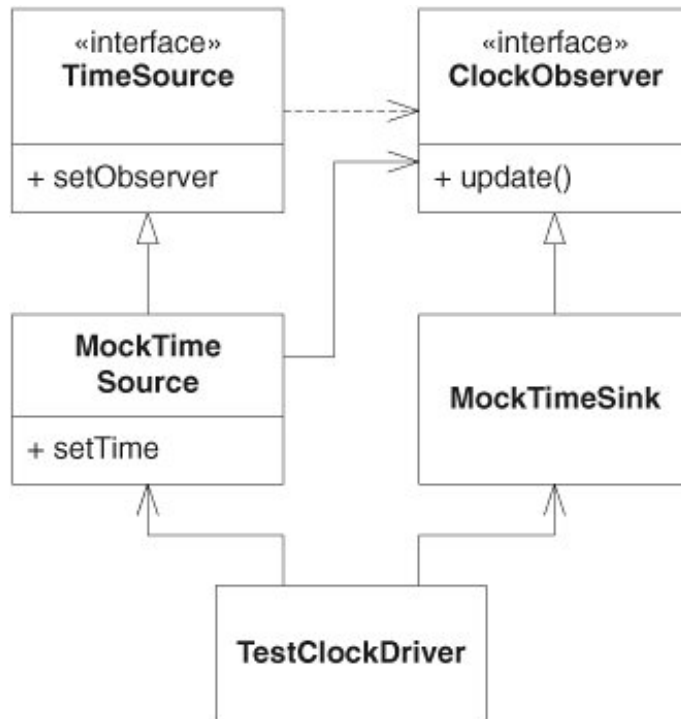 «interface»
TimeSource
+ setObserver
«interface»
ClockObserver
+ update()
MockTime
Source
+ setTime
MockTimeSink
TestClockDriver